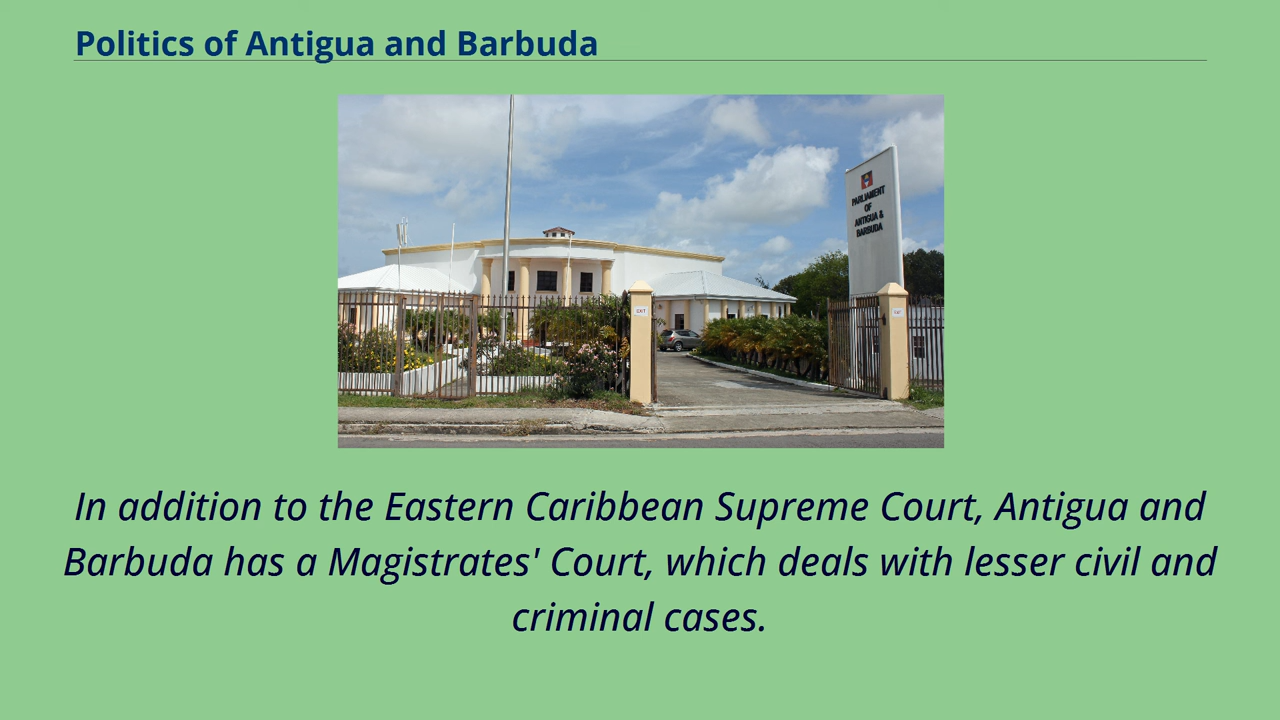 Politics of Antigua and Barbuda
PARLIAMENT
OF
ANTIGUA &
BARBUDA
EXIT
In addition to the Eastern Caribbean Supreme Court, Antigua and
Barbuda has a Magistrates' Court, which deals with lesser civil and
criminal cases.